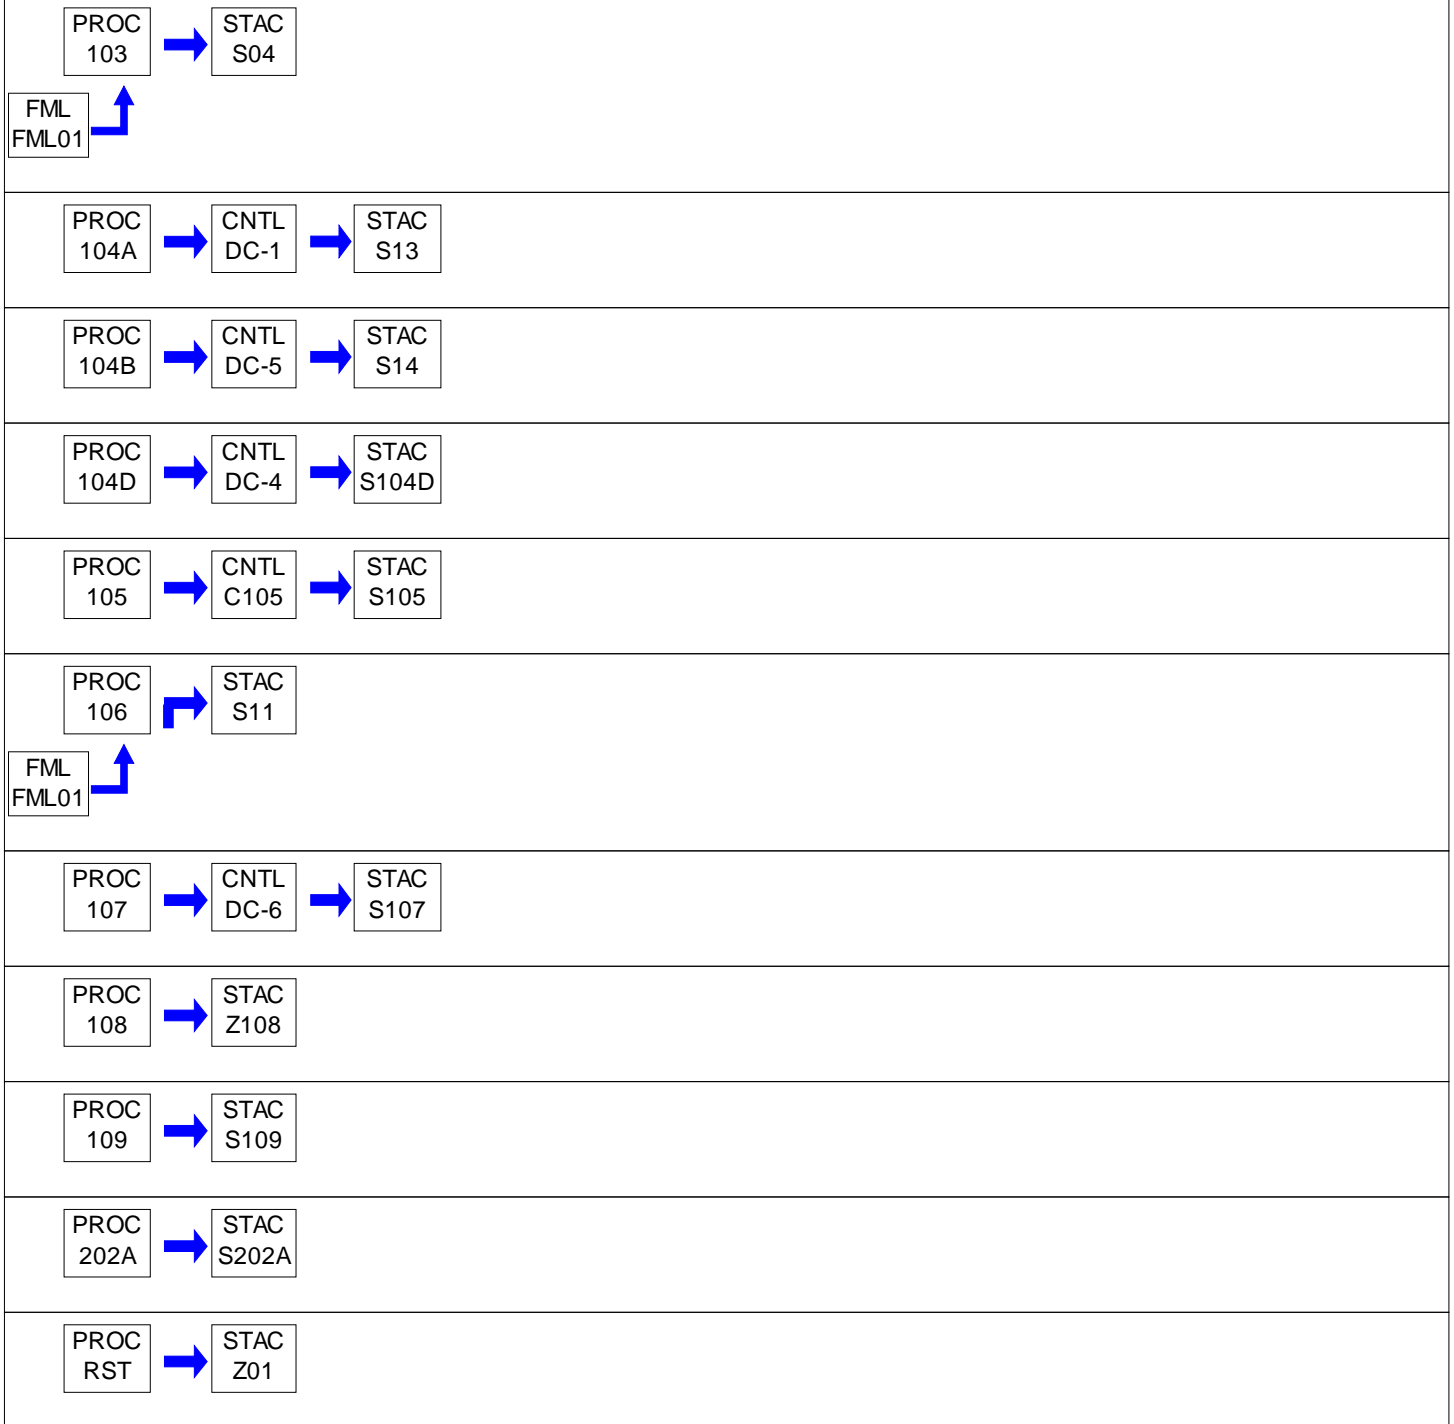 PROC
103
STAC
S04
FML
FML01
PROC
104A
CNTL
DC-1
STAC
S13
PROC
104B
CNTL
DC-5
STAC
S14
PROC
104D
CNTL
DC-4
STAC
S104D
PROC
105
CNTL
C105
STAC
S105
PROC
106
STAC
S11
FML
FML01
PROC
107
CNTL
DC-6
STAC
S107
PROC
108
STAC
Z108
PROC
109
STAC
S109
PROC
202A
STAC
S202A
PROC
RST
STAC
Z01